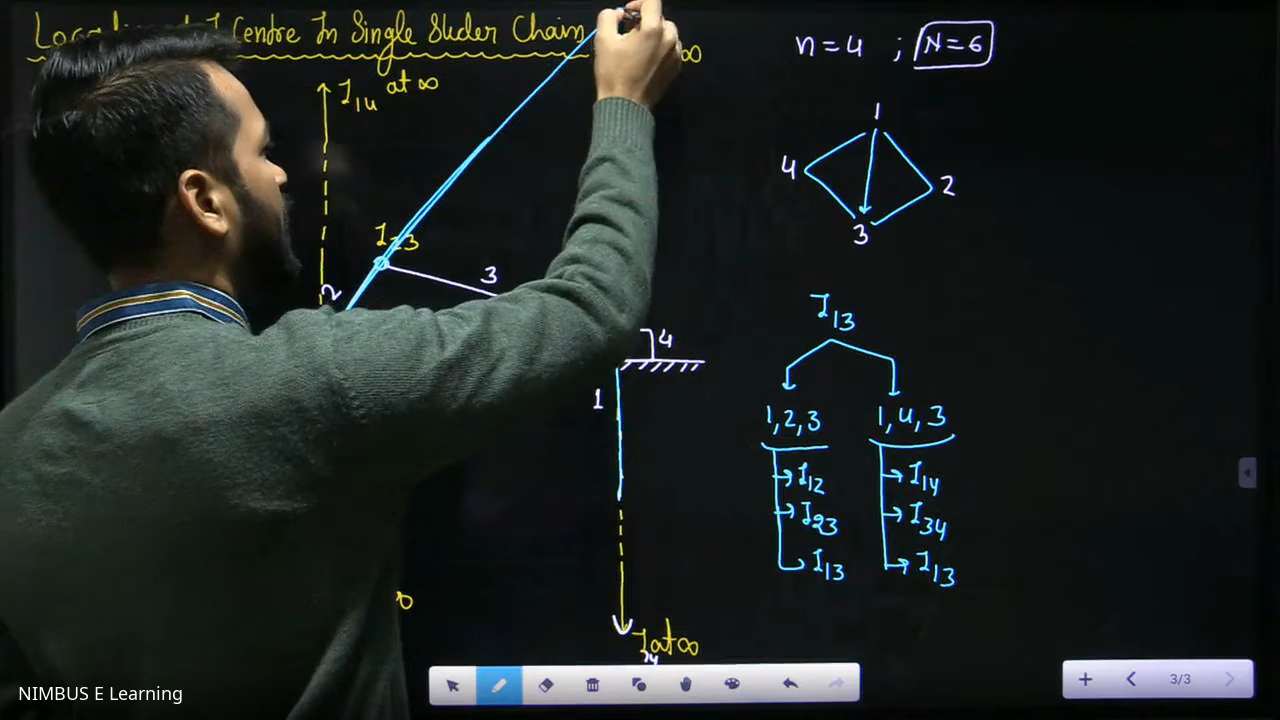 Centre In Single Slider Chain
∞
n = 4 ; N = 6
I14 at ∞
1
4
2
3
I23
3
2
I13
4
1
1,2,3
1,4,3
I12
I14
I23
I34
I13
I13
∞
I14 at ∞
3/3
NIMBUS E Learning